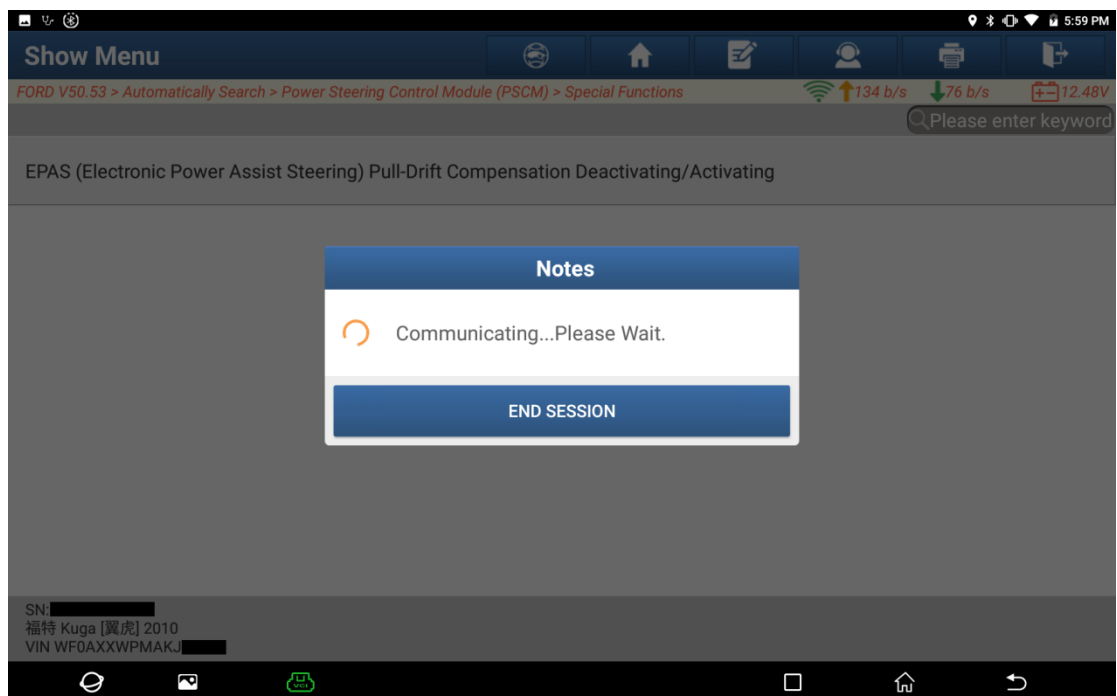 5:59 PM
Show Menu
FORD V50.53 > Automatically Search > Power Steering Control Module (PSCM) > Special Functions 134 b/s 76 b/s 12.48V
Please enter keyword
EPAS (Electronic Power Assist Steering) Pull-Drift Compensation Deactivating/Activating
Notes
Communicating...Please Wait.
END SESSION
SN:
福特 Kuga [翼虎] 2010
VIN WF0AXXWPMAKJ
VCI